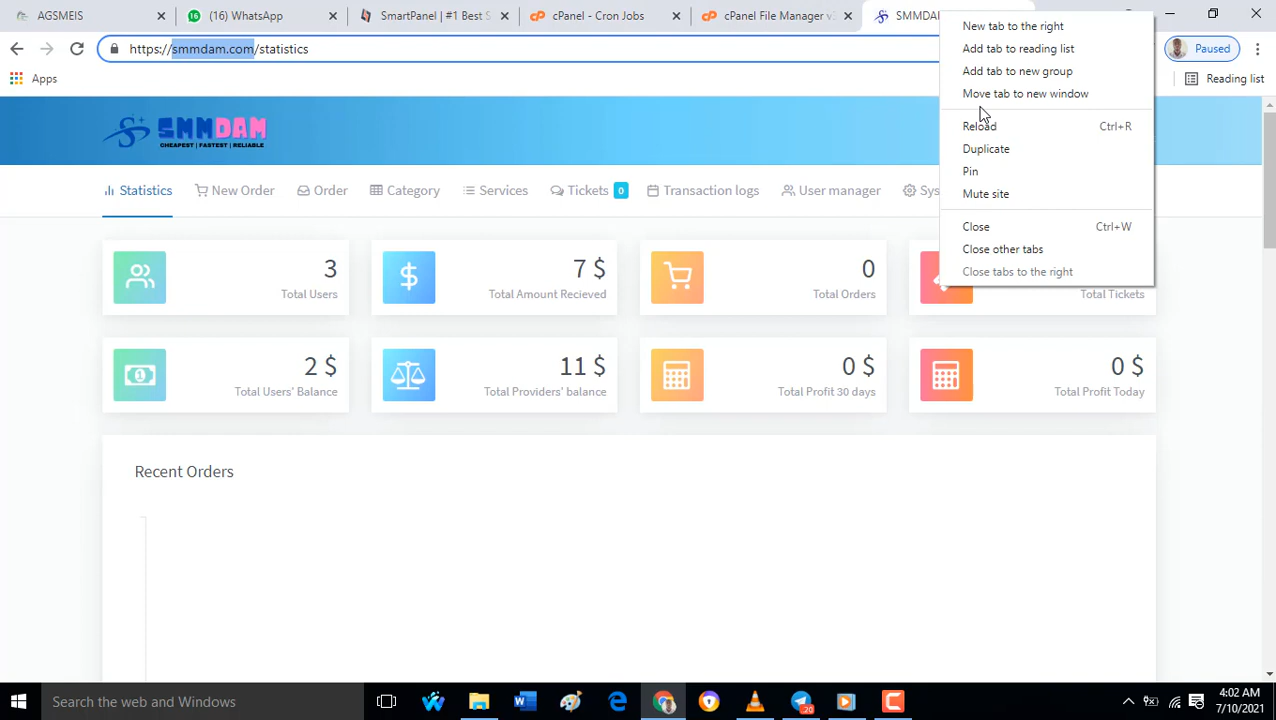 AGSMEIS
(16) WhatsApp
SmartPanel | #1 Best S
cPanel - Cron Jobs
cPanel File Manager v
SMMDA
https://smmdam.com/statistics
Paused
Apps
Reading list
New tab to the right
Add tab to reading list
Add tab to new group
Move tab to new window
Reload Ctrl+R
Duplicate
Pin
Mute site
Close Ctrl+W
Close other tabs
Close tabs to the right
SMMDAM
CHEAPEST | FASTEST | RELIABLE
Statistics
New Order
Order
Category
Services
Tickets 0
Transaction logs
User manager
Sys
3
Total Users
7 $
Total Amount Recieved
0
Total Orders
Total Tickets
2 $
Total Users' Balance
11 $
Total Providers' balance
0 $
Total Profit 30 days
0 $
Total Profit Today
Recent Orders
Search the web and Windows
20
4:02 AM
7/10/2021